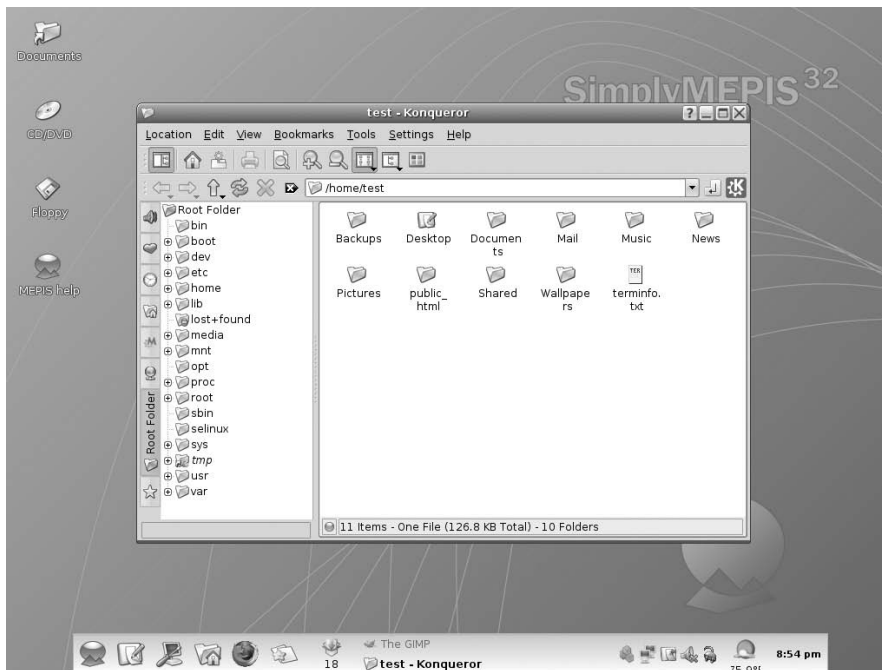 Documents
CD/DVD
Floppy
MEPIS help
SimplyMEPIS 32
test - Konqueror
Location Edit View Bookmarks Tools Settings Help
/home/test
Root Folder
Root Folder
bin
boot
dev
etc
home
lib
lost+found
media
mnt
opt
proc
root
sbin
selinux
sys
tmp
usr
var
Backups Desktop Documen Mail Music News
ts
Pictures public_ Shared Wallpape terminfo.
html rs txt
TER
11 Items - One File (126.8 KB Total) - 10 Folders
18
The GIMP
test - Konqueror
8:54 pm